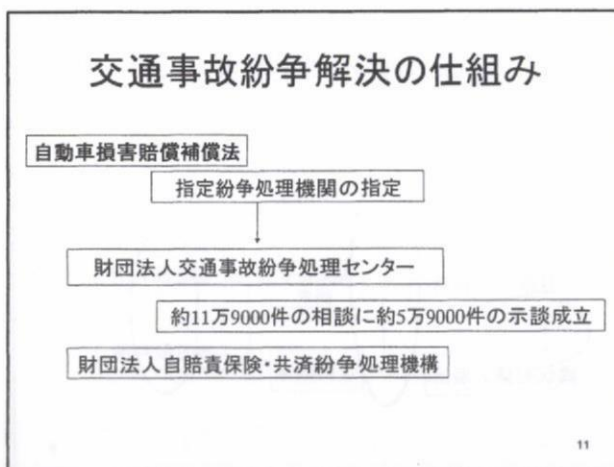 交通事故紛争解決の仕組み
自動車損害賠償補償法
指定紛争処理機関の指定
財団法人交通事故紛争処理センター
約11万9000件の相談に約5万9000件の示談成立
財団法人自賠責保険・共済紛争処理機構
11